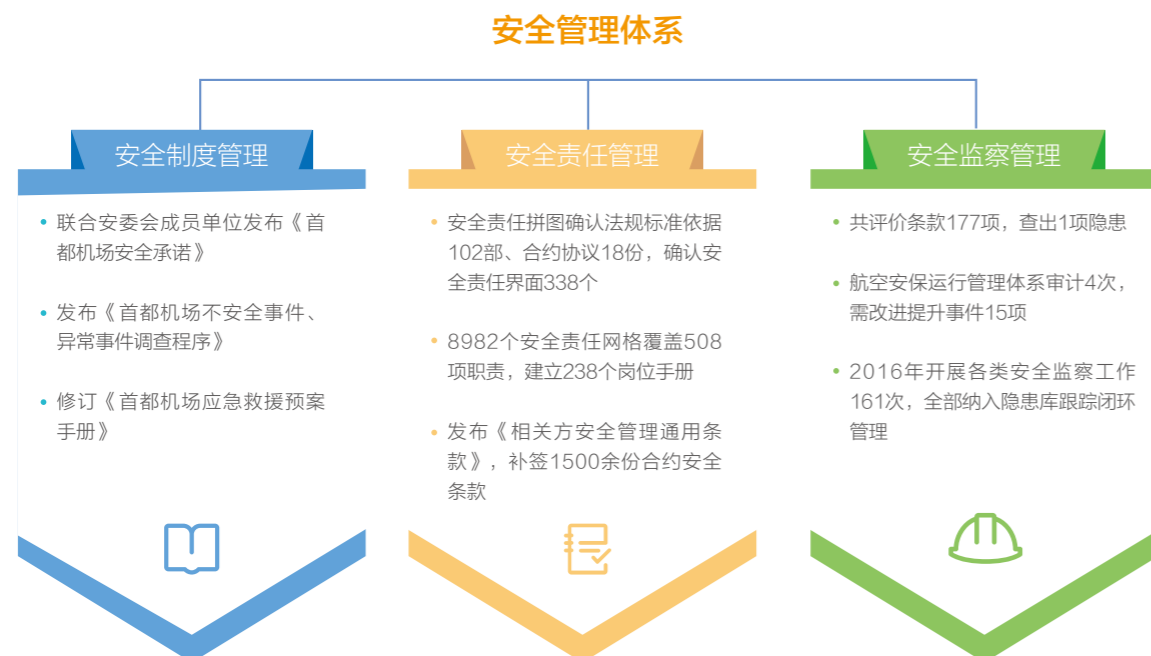 安全管理体系
安全制度管理
• 联合安委会成员单位发布《首
都机场安全承诺》
• 发布《首都机场不安全事件、
异常事件调查程序》
• 修订《首都机场应急救援预案
手册》
安全责任管理
• 安全责任拼图确认法规标准依据
102部、合约协议18份，确认安
全责任界面338个
• 8982个安全责任网格覆盖508
项职责，建立238个岗位手册
• 发布《相关方安全管理通用条
款》，补签1500余份合约安全
条款
安全监察管理
• 共评价条款177项，查出1项隐患
• 航空安保运行管理体系审计4次，
需改进提升事件15项
• 2016年开展各类安全监察工作
161次，全部纳入隐患库跟踪闭环
管理